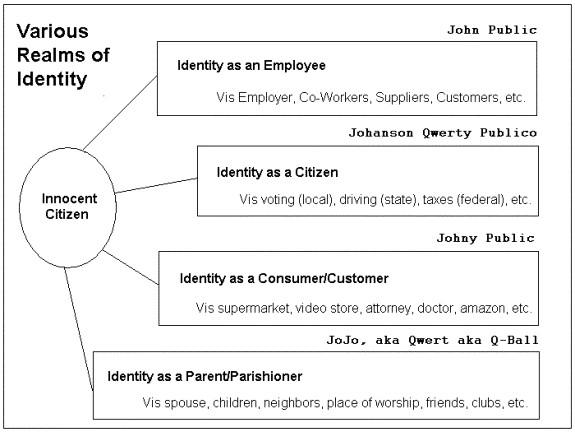 Various
Realms of
Identity
John Public
Identity as an Employee
Vis Employer, Co-Workers, Suppliers, Customers, etc.
Johanson Qwerty Publico
Identity as a Citizen
Vis voting (local), driving (state), taxes (federal), etc.
Innocent
Citizen
Johny Public
Identity as a Consumer/Customer
Vis supermarket, video store, attorney, doctor, amazon, etc.
JoJo, aka Qwert aka Q-Ball
Identity as a Parent/Parishioner
Vis spouse, children, neighbors, place of worship, friends, clubs, etc.